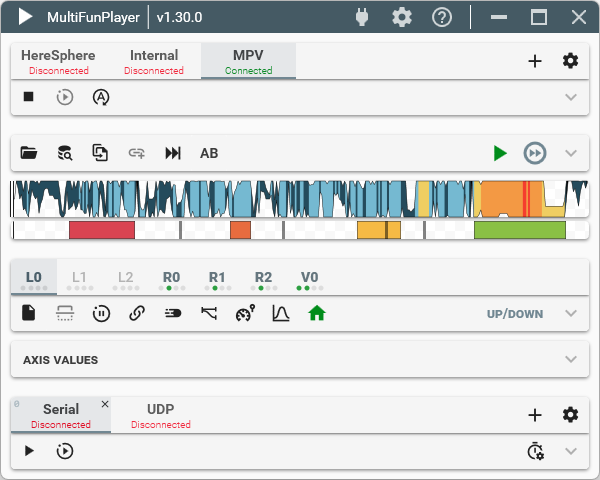 MultiFunPlayer v1.30.0
HereSphere Internal MPV
Disconnected Disconnected Connected
AB
L0 L1 L2 R0 R1 R2 V0
UP/DOWN
AXIS VALUES
0 Serial UDP
Disconnected Disconnected